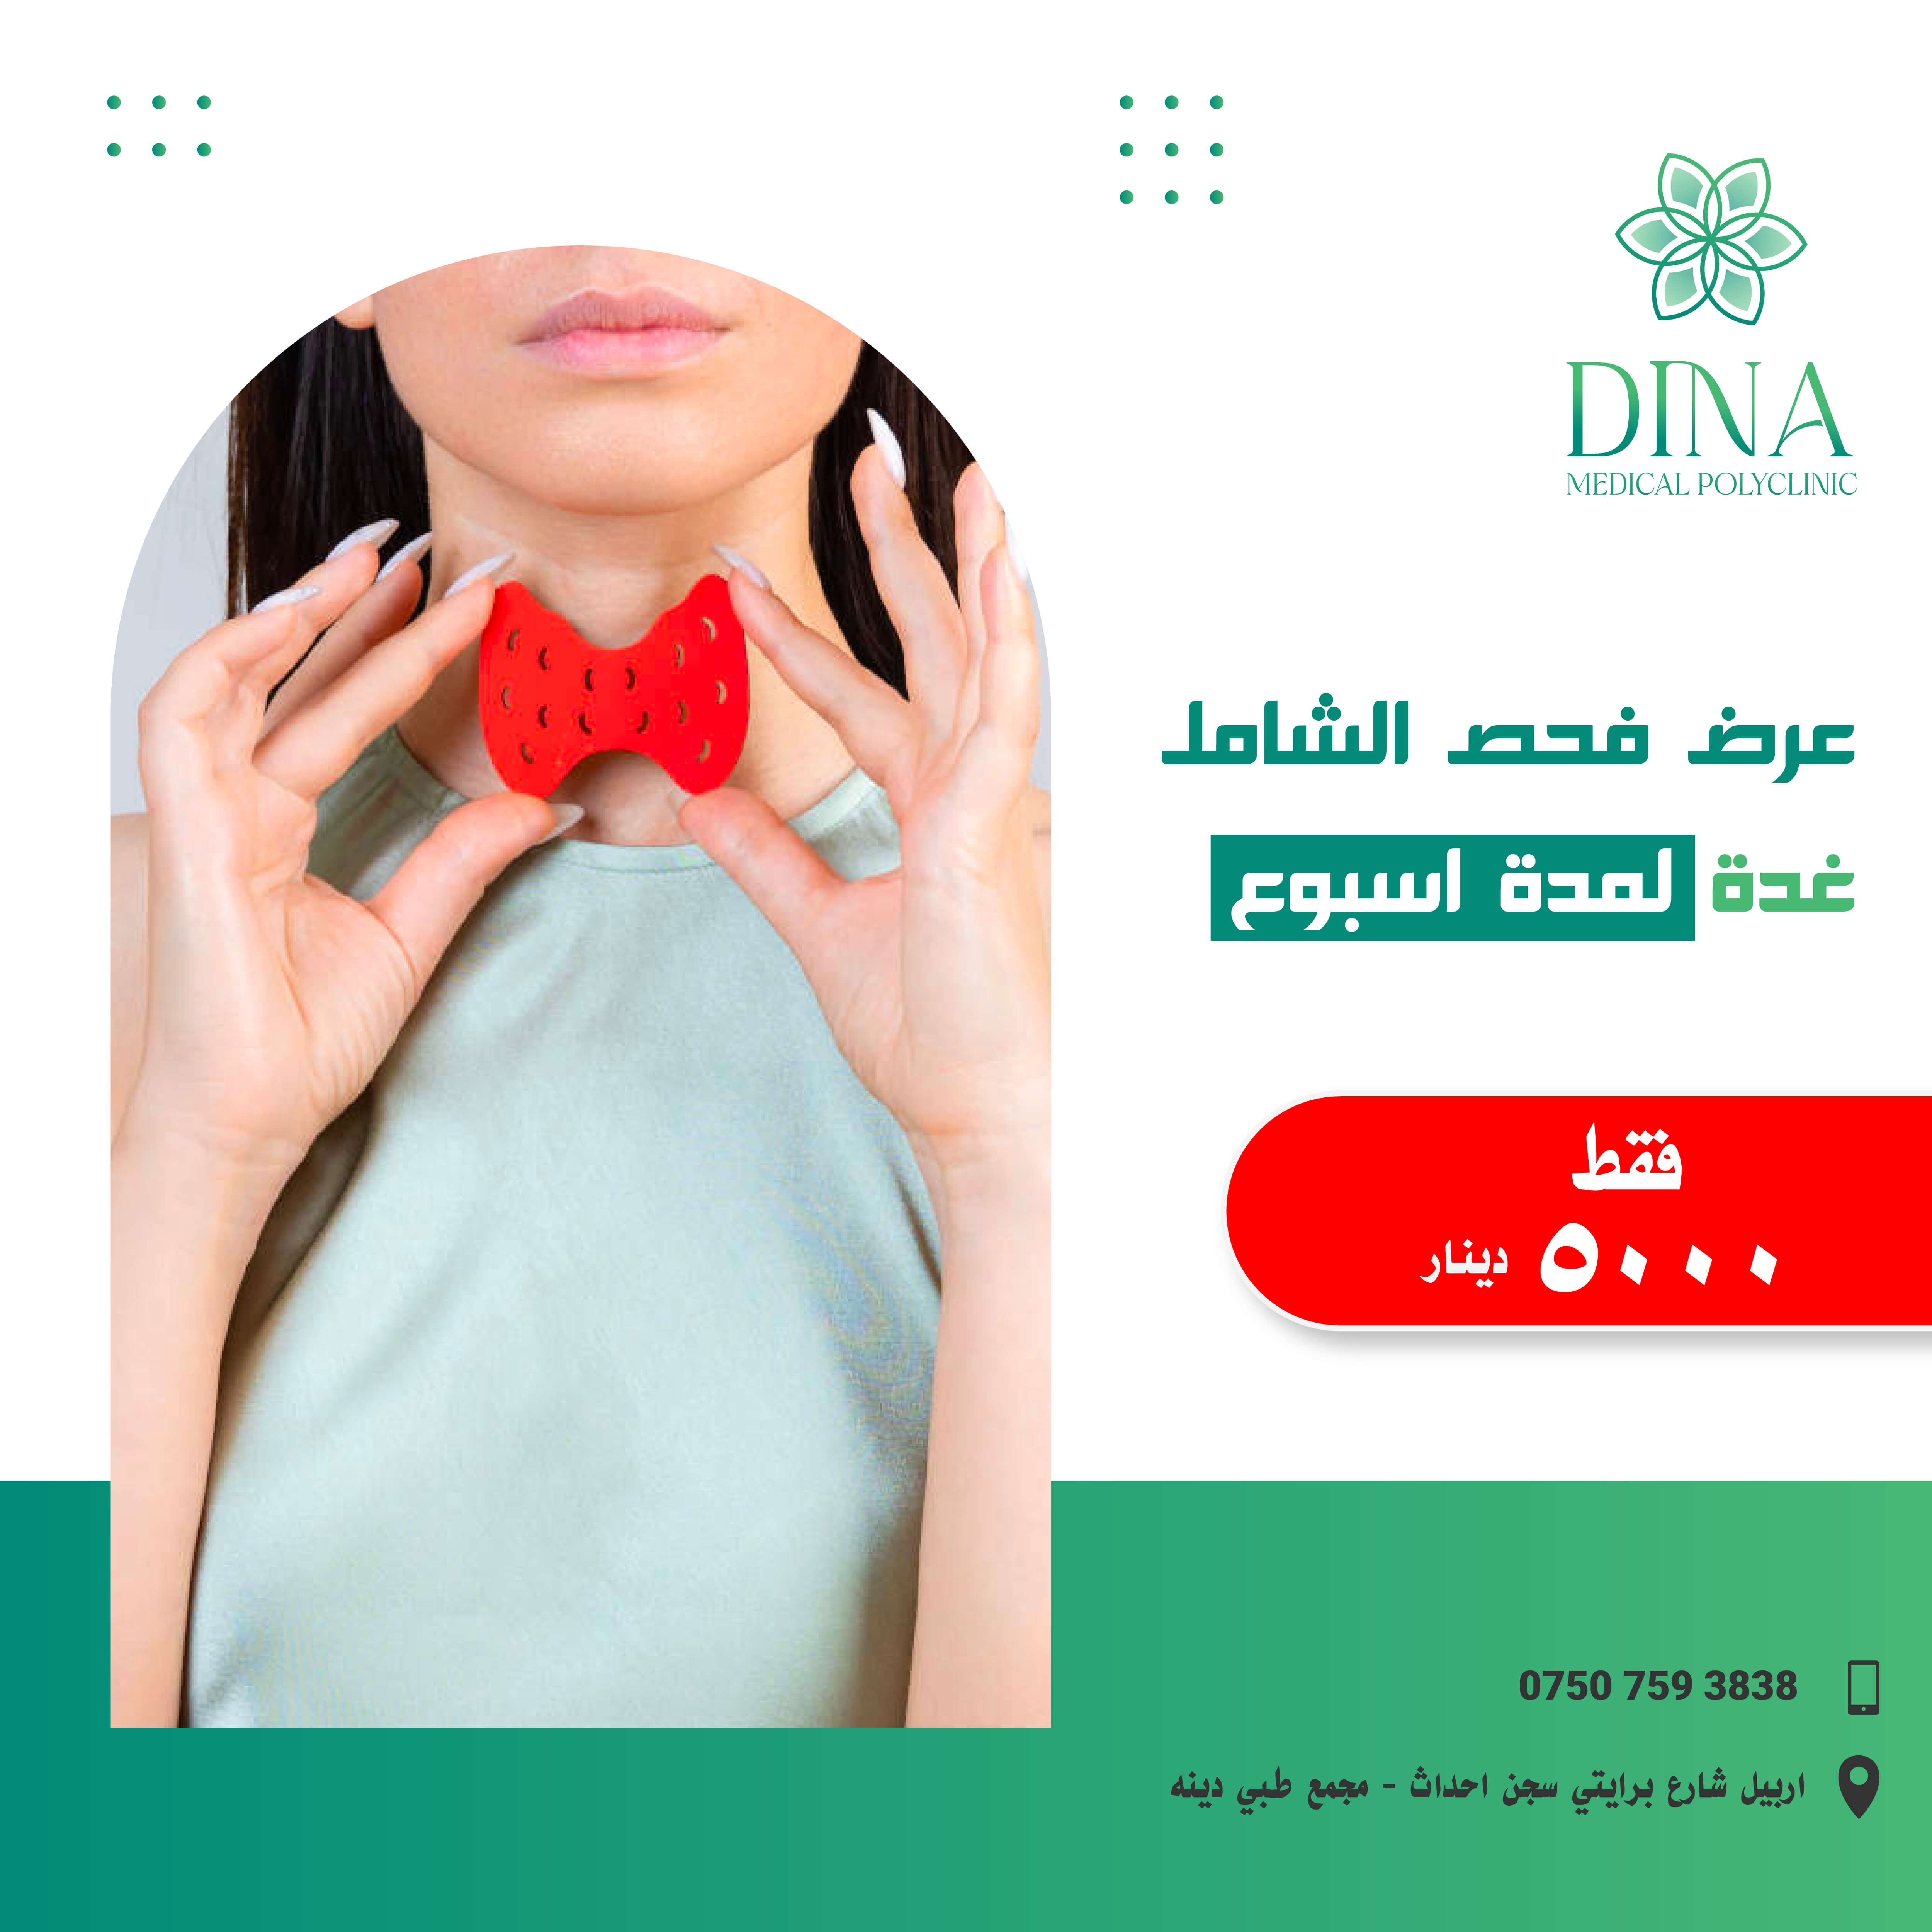 DINA
MEDICAL POLYCLINIC
عرض فحص الشامل
غدة لمدة اسبوع
فقط
٥٠٠٠ دينار
0750 759 3838
اربيل شارع برايتي سجن احداث - مجمع طبي دينه